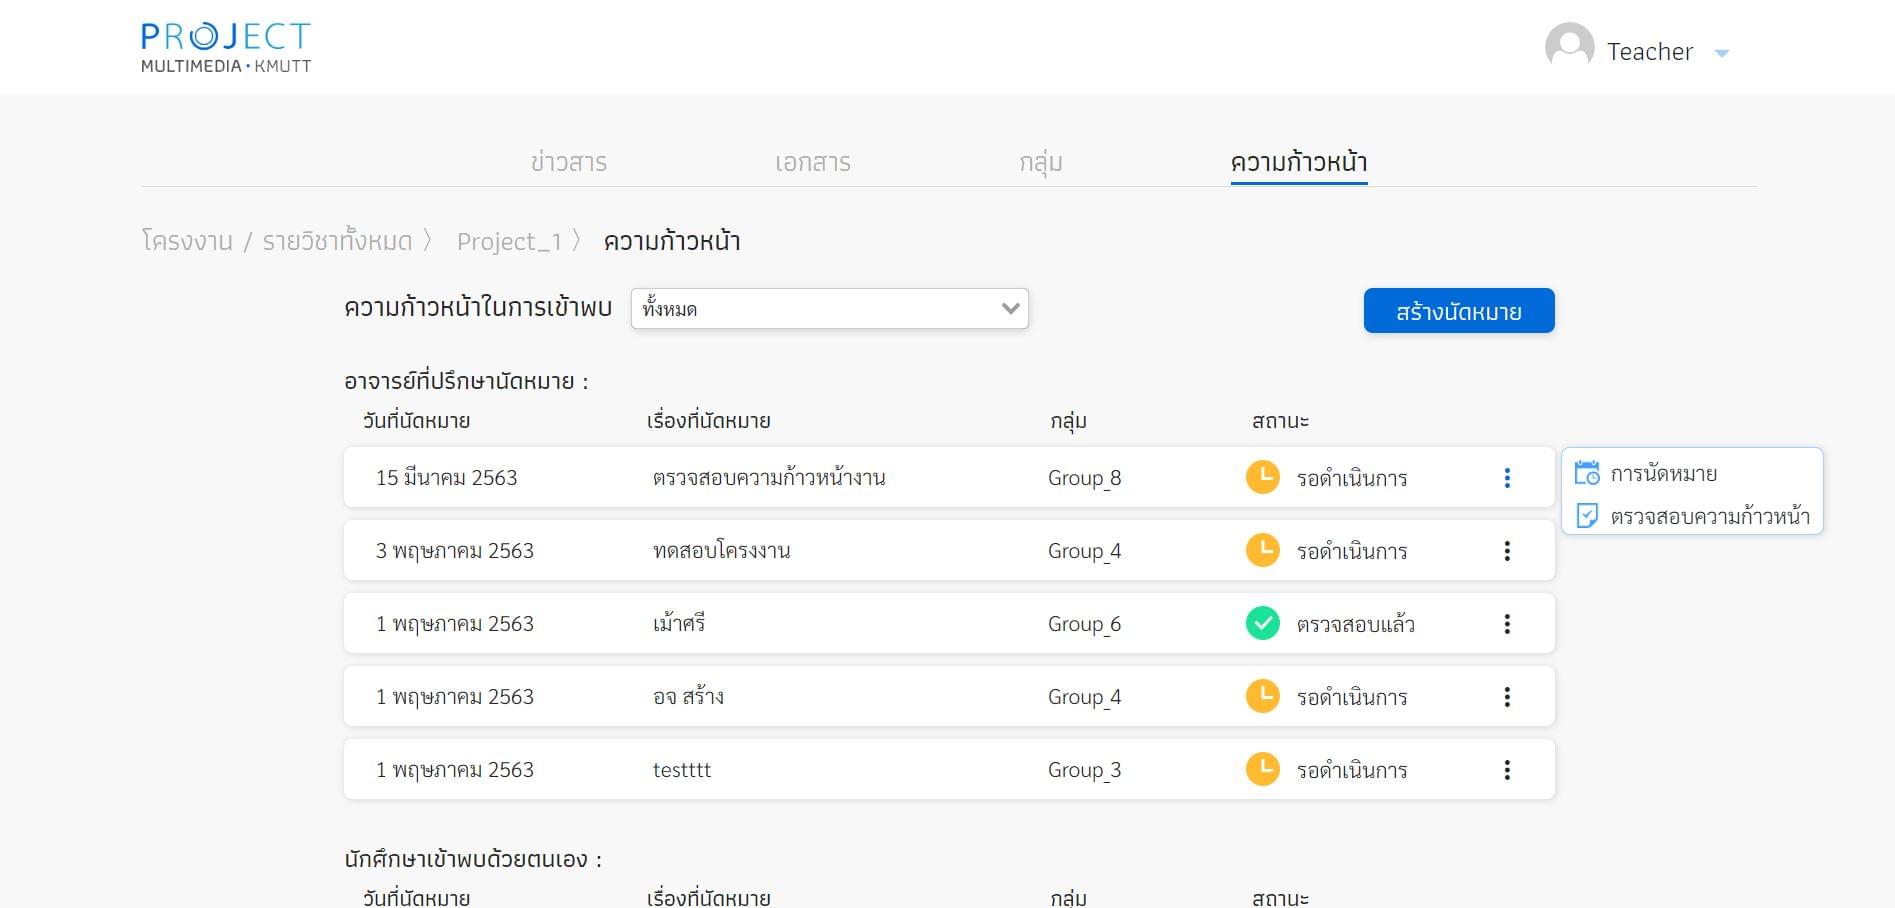 PROJECT
MULTIMEDIA • KMUTT
Teacher
ข่าวสาร เอกสาร กลุ่ม ความก้าวหน้า
โครงงาน / รายวิชาทั้งหมด 〉 Project_1 〉 ความก้าวหน้า
ความก้าวหน้าในการเข้าพบ ทั้งหมด สร้างนัดหมาย
อาจารย์ที่ปรึกษานัดหมาย :
วันที่นัดหมาย เรื่องที่นัดหมาย กลุ่ม สถานะ
15 มีนาคม 2563 ตรวจสอบความก้าวหน้างาน Group_8 รอดำเนินการ
การนัดหมาย
ตรวจสอบความก้าวหน้า
3 พฤษภาคม 2563 ทดสอบโครงงาน Group_4 รอดำเนินการ
1 พฤษภาคม 2563 เม้าศรี Group_6 ตรวจสอบแล้ว
1 พฤษภาคม 2563 อจ สร้าง Group_4 รอดำเนินการ
1 พฤษภาคม 2563 testttt Group_3 รอดำเนินการ
นักศึกษาเข้าพบด้วยตนเอง :
วันที่นัดหมาย เรื่องที่นัดหมาย กลุ่ม สถานะ